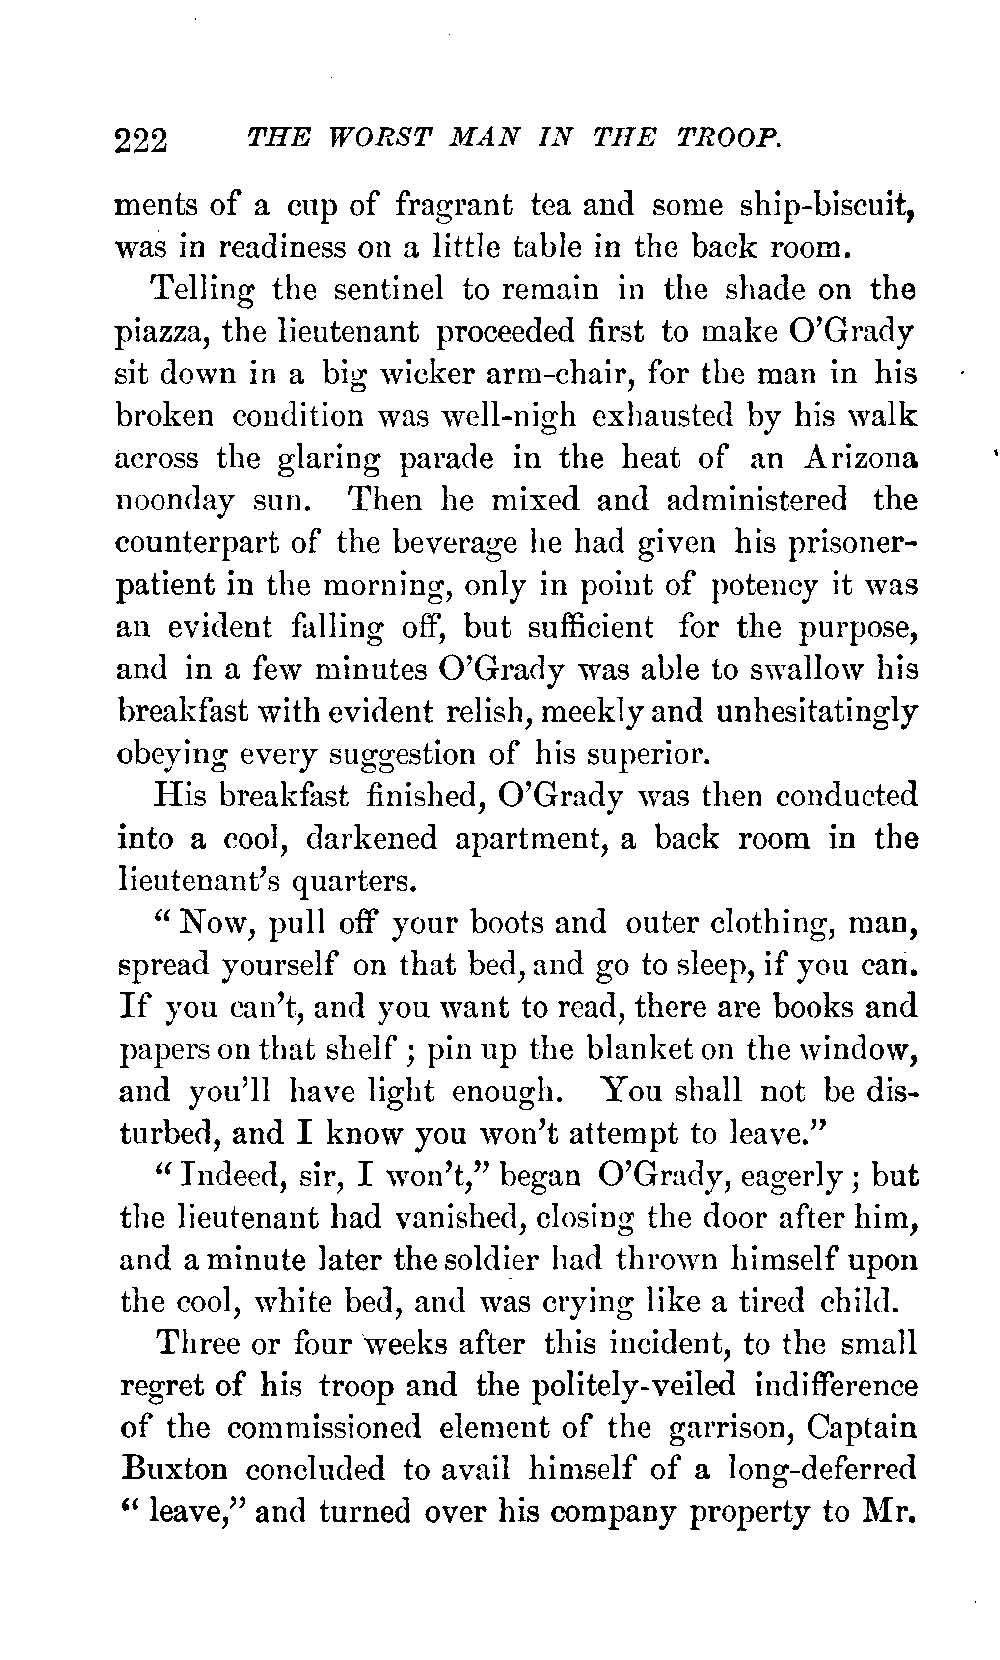 222 THE WORST MAN IN THE TROOP.
ments of a cup of fragrant tea and some ship-biscuit,
was in readiness on a little table in the back room.
Telling the sentinel to remain in the shade on the
piazza, the lieutenant proceeded first to make O'Grady
sit down in a big wicker arm-chair, for the man in his
broken condition was well-nigh exhausted by his walk
across the glaring parade in the heat of an Arizona
noonday sun. Then he mixed and administered the
counterpart of the beverage he had given his prisoner-
patient in the morning, only in point of potency it was
an evident falling off, but sufficient for the purpose,
and in a few minutes O'Grady was able to swallow his
breakfast with evident relish, meekly and unhesitatingly
obeying every suggestion of his superior.
His breakfast finished, O'Grady was then conducted
into a cool, darkened apartment, a back room in the
lieutenant's quarters.
"Now, pull off your boots and outer clothing, man,
spread yourself on that bed, and go to sleep, if you can.
If you can't, and you want to read, there are books and
papers on that shelf; pin up the blanket on the window,
and you'll have light enough. You shall not be dis-
turbed, and I know you won't attempt to leave."
"Indeed, sir, I won't," began O'Grady, eagerly; but
the lieutenant had vanished, closing the door after him,
and a minute later the soldier had thrown himself upon
the cool, white bed, and was crying like a tired child.
Three or four weeks after this incident, to the small
regret of his troop and the politely-veiled indifference
of the commissioned element of the garrison, Captain
Buxton concluded to avail himself of a long-deferred
"leave," and turned over his company property to Mr.